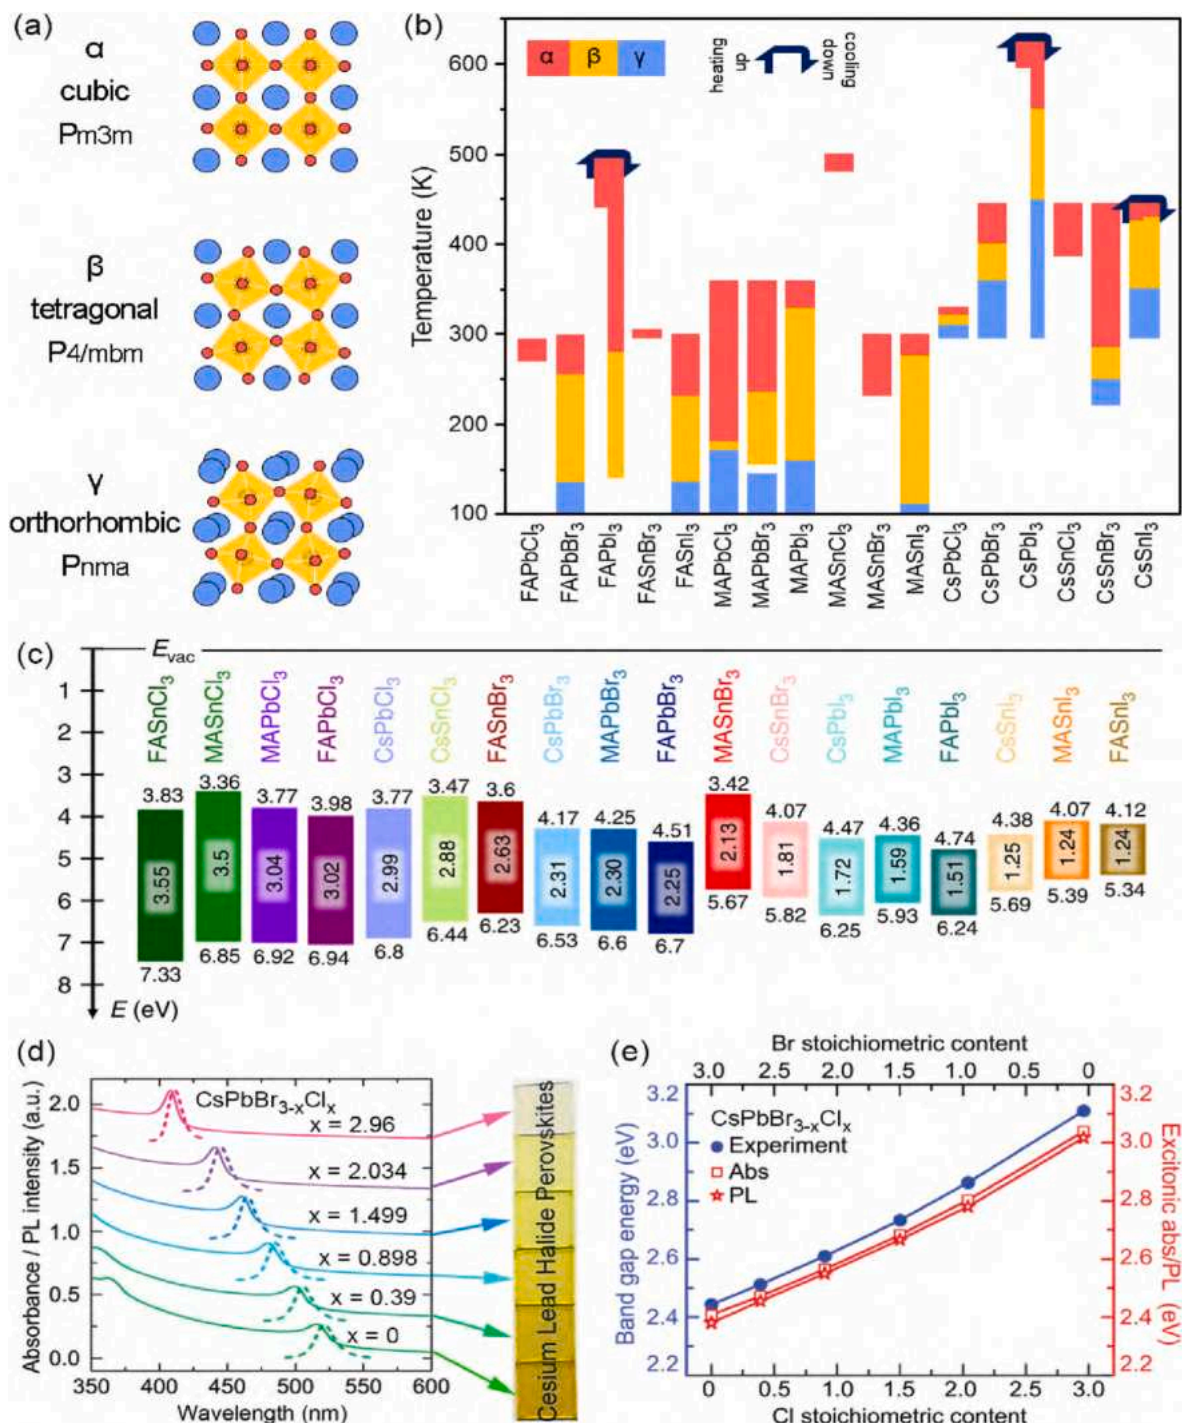 (a)
α
cubic
Pm3m
β
tetragonal
P4/mbm
γ
orthorhombic
Pnma
(b)
α β γ
heating up
cooling down
Temperature (K)
600
500
400
300
200
100
FAPbCl₃
FAPbBr₃
FAPbI₃
FASnBr₃
FASnI₃
MAPbCl₃
MAPbBr₃
MAPbI₃
MASnCl₃
MASnBr₃
MASnI₃
CsPbCl₃
CsPbBr₃
CsPbI₃
CsSnCl₃
CsSnBr₃
CsSnI₃
(c)
Evac
1
2
3
4
5
6
7
8
E (eV)
FASnCl₃
MASnCl₃
MAPbCl₃
FAPbCl₃
CsPbCl₃
CsSnCl₃
FASnBr₃
CsPbBr₃
MAPbBr₃
FAPbBr₃
MASnBr₃
CsSnBr₃
CsPbI₃
MAPbI₃
FAPbI₃
CsSnI₃
MASnI₃
FASnI₃
3.83 3.36 3.77 3.98 3.77 3.47 3.6 4.17 4.25 4.51 3.42 4.07 4.47 4.36 4.74 4.38 4.07 4.12
3.55 3.5 3.04 3.02 2.99 2.88 2.63 2.31 2.30 2.25 2.13 1.81 1.72 1.59 1.51 1.25 1.24 1.24
7.33 6.85 6.92 6.94 6.8 6.44 6.23 6.53 6.6 6.7 5.67 5.82 6.25 5.93 6.24 5.69 5.39 5.34
(d)
Absorbance / PL intensity (a.u.)
2.0
1.5
1.0
0.5
0.0
CsPbBr₃₋ₓClₓ
x = 2.96
x = 2.034
x = 1.499
x = 0.898
x = 0.39
x = 0
350 400 450 500 550 600
Wavelength (nm)
Cesium Lead Halide Perovskites
(e)
Br stoichiometric content
3.0 2.5 2.0 1.5 1.0 0.5 0
Band gap energy (eV)
3.2
3.0
2.8
2.6
2.4
2.2
CsPbBr₃₋ₓClₓ
Experiment
Abs
PL
3.2
3.0
2.8
2.6
2.4
2.2
Excitonic abs/PL (eV)
0 0.5 1.0 1.5 2.0 2.5 3.0
Cl stoichiometric content